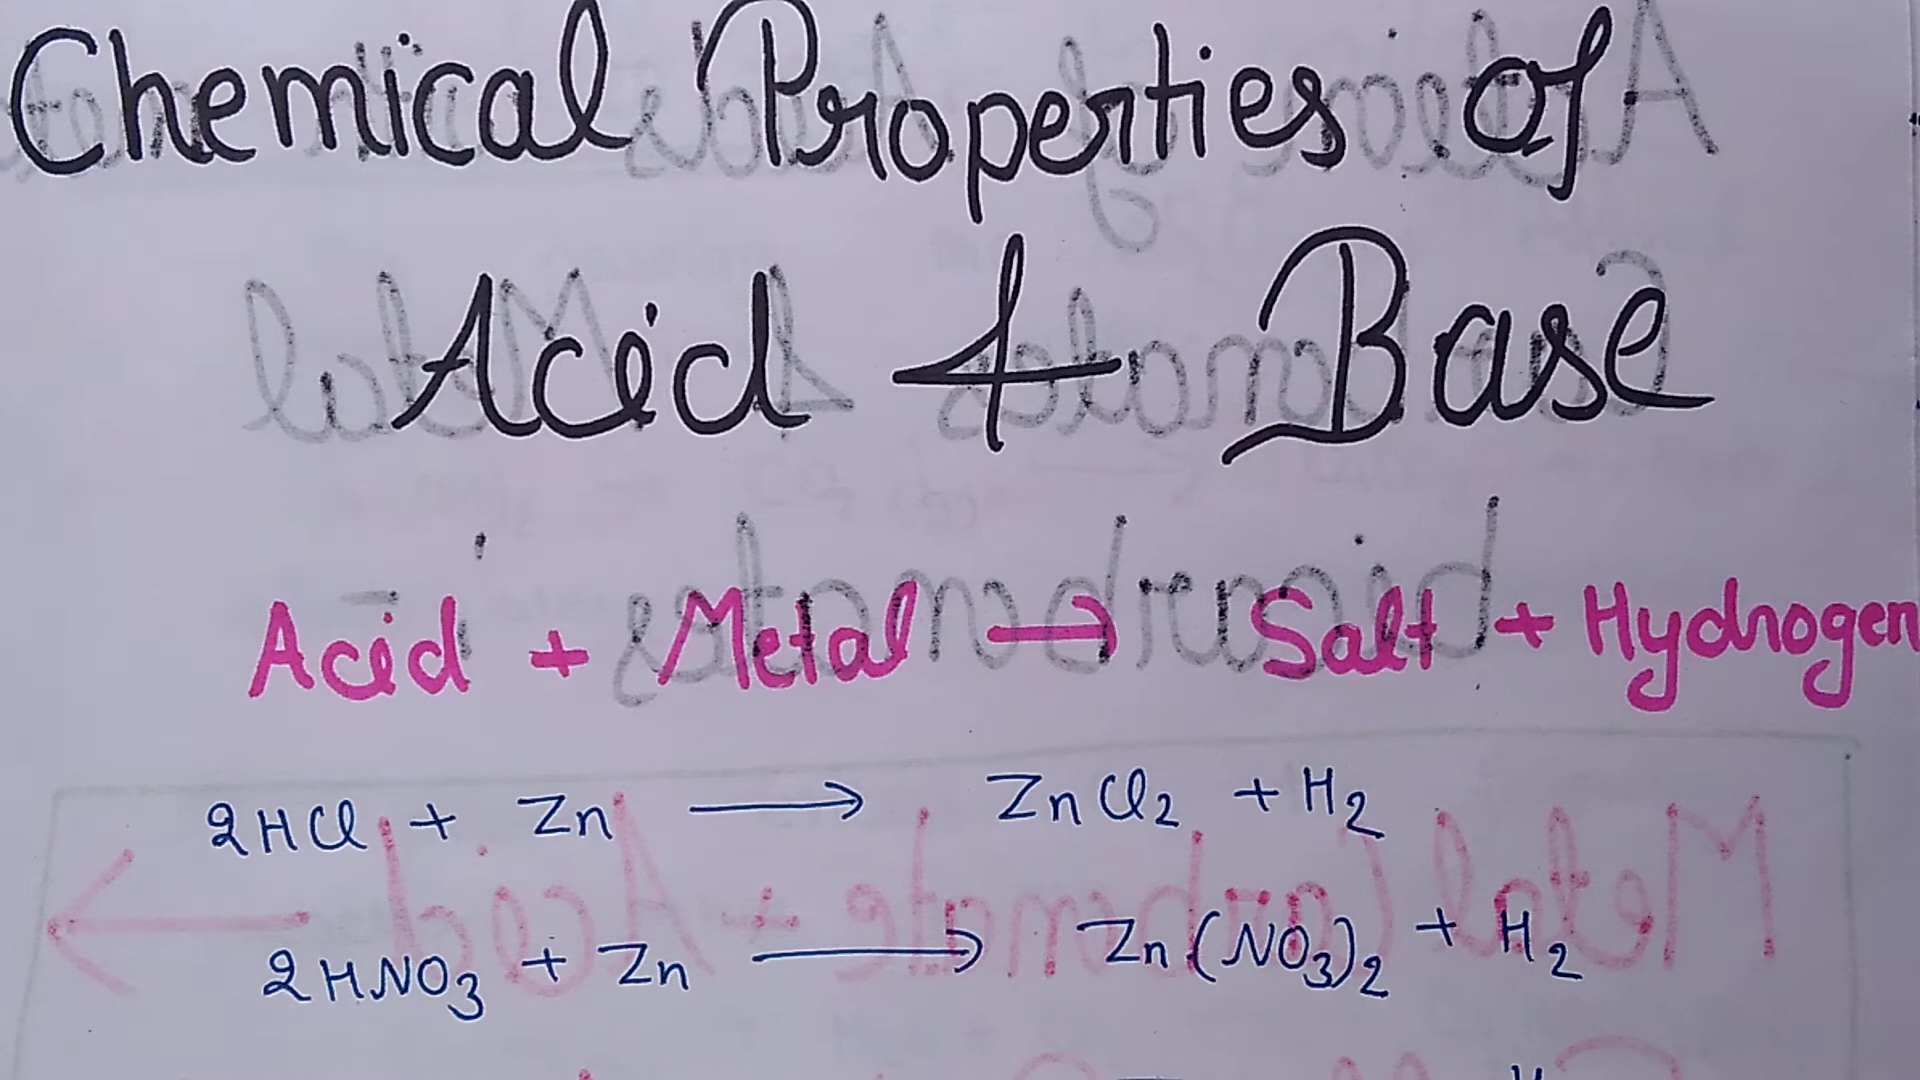 Chemical Properties Of
Acid & Base
Acid + Metal → Salt + Hydrogen
2HCl + Zn → ZnCl2 + H2
2HNO3 + Zn → Zn(NO3)2 + H2